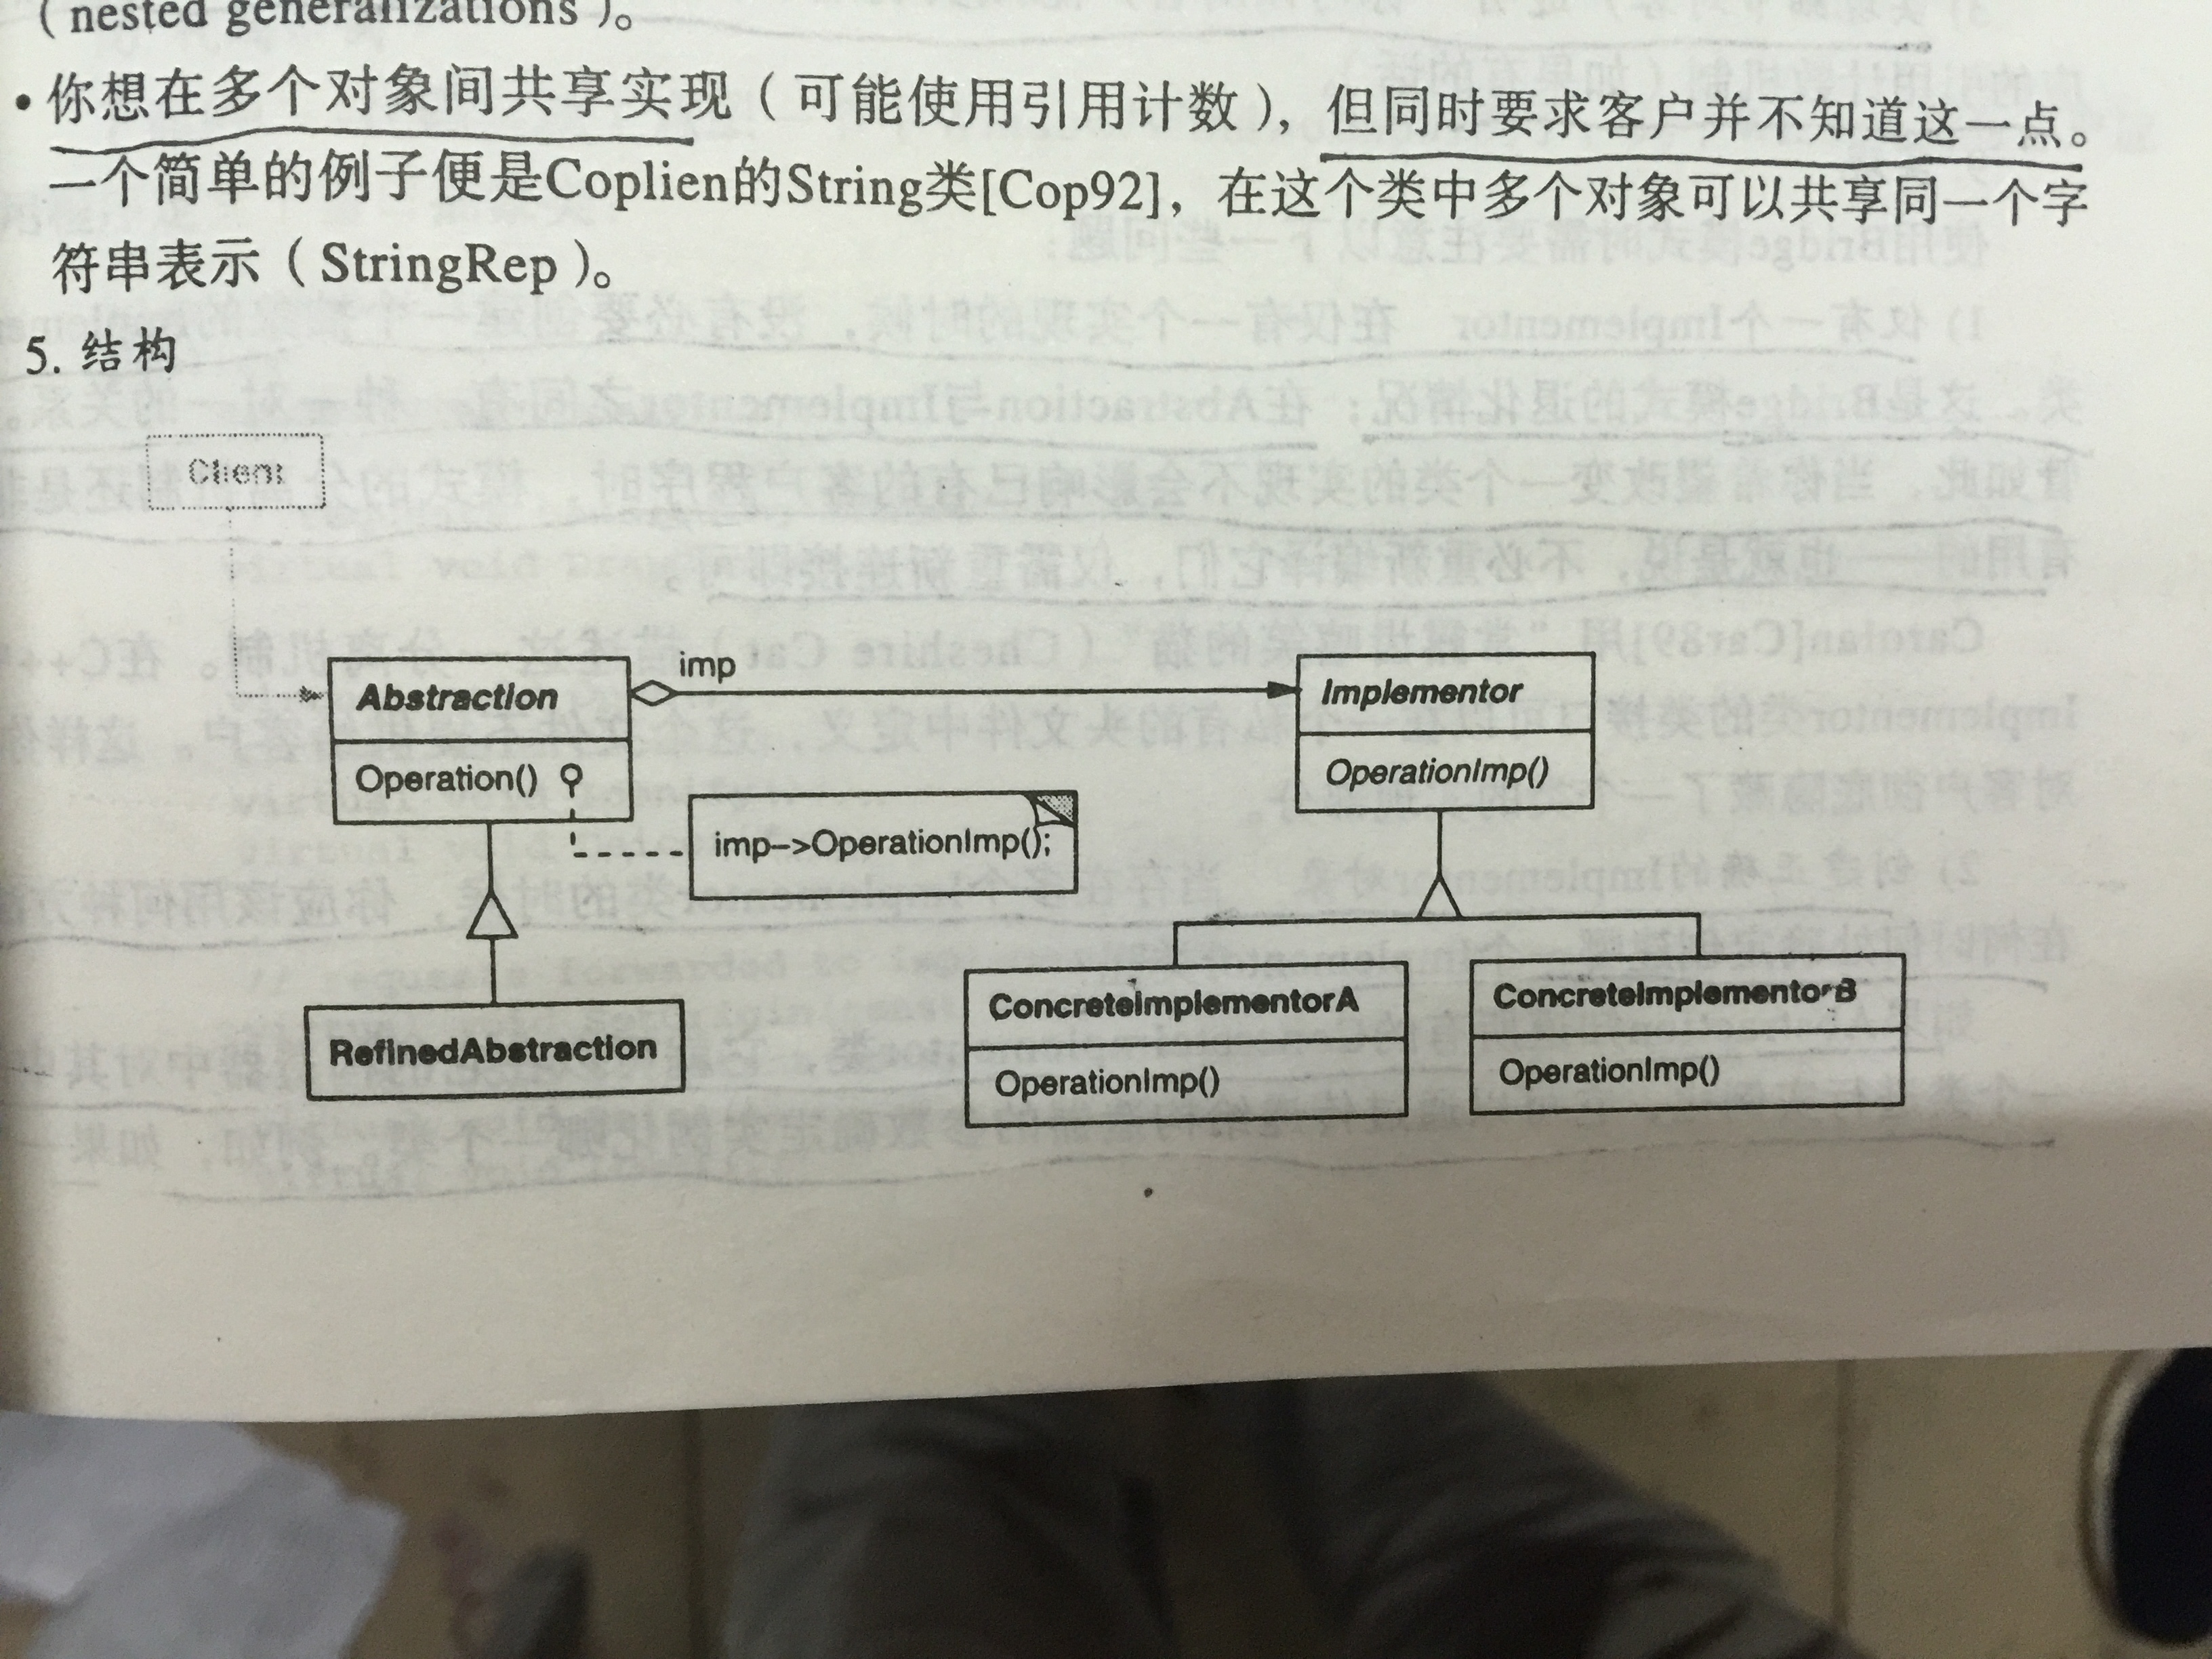 （nested generalizations）。
• 你想在多个对象间共享实现（可能使用引用计数），但同时要求客户并不知道这一点。
一个简单的例子便是Coplien的String类[Cop92]，在这个类中多个对象可以共享同一个字
符串表示（StringRep）。
5. 结构
Client
imp
Abstraction
Implementor
Operation()
OperationImp()
imp->OperationImp();
ConcreteImplementorA
ConcreteImplementorB
RefinedAbstraction
OperationImp()
OperationImp()